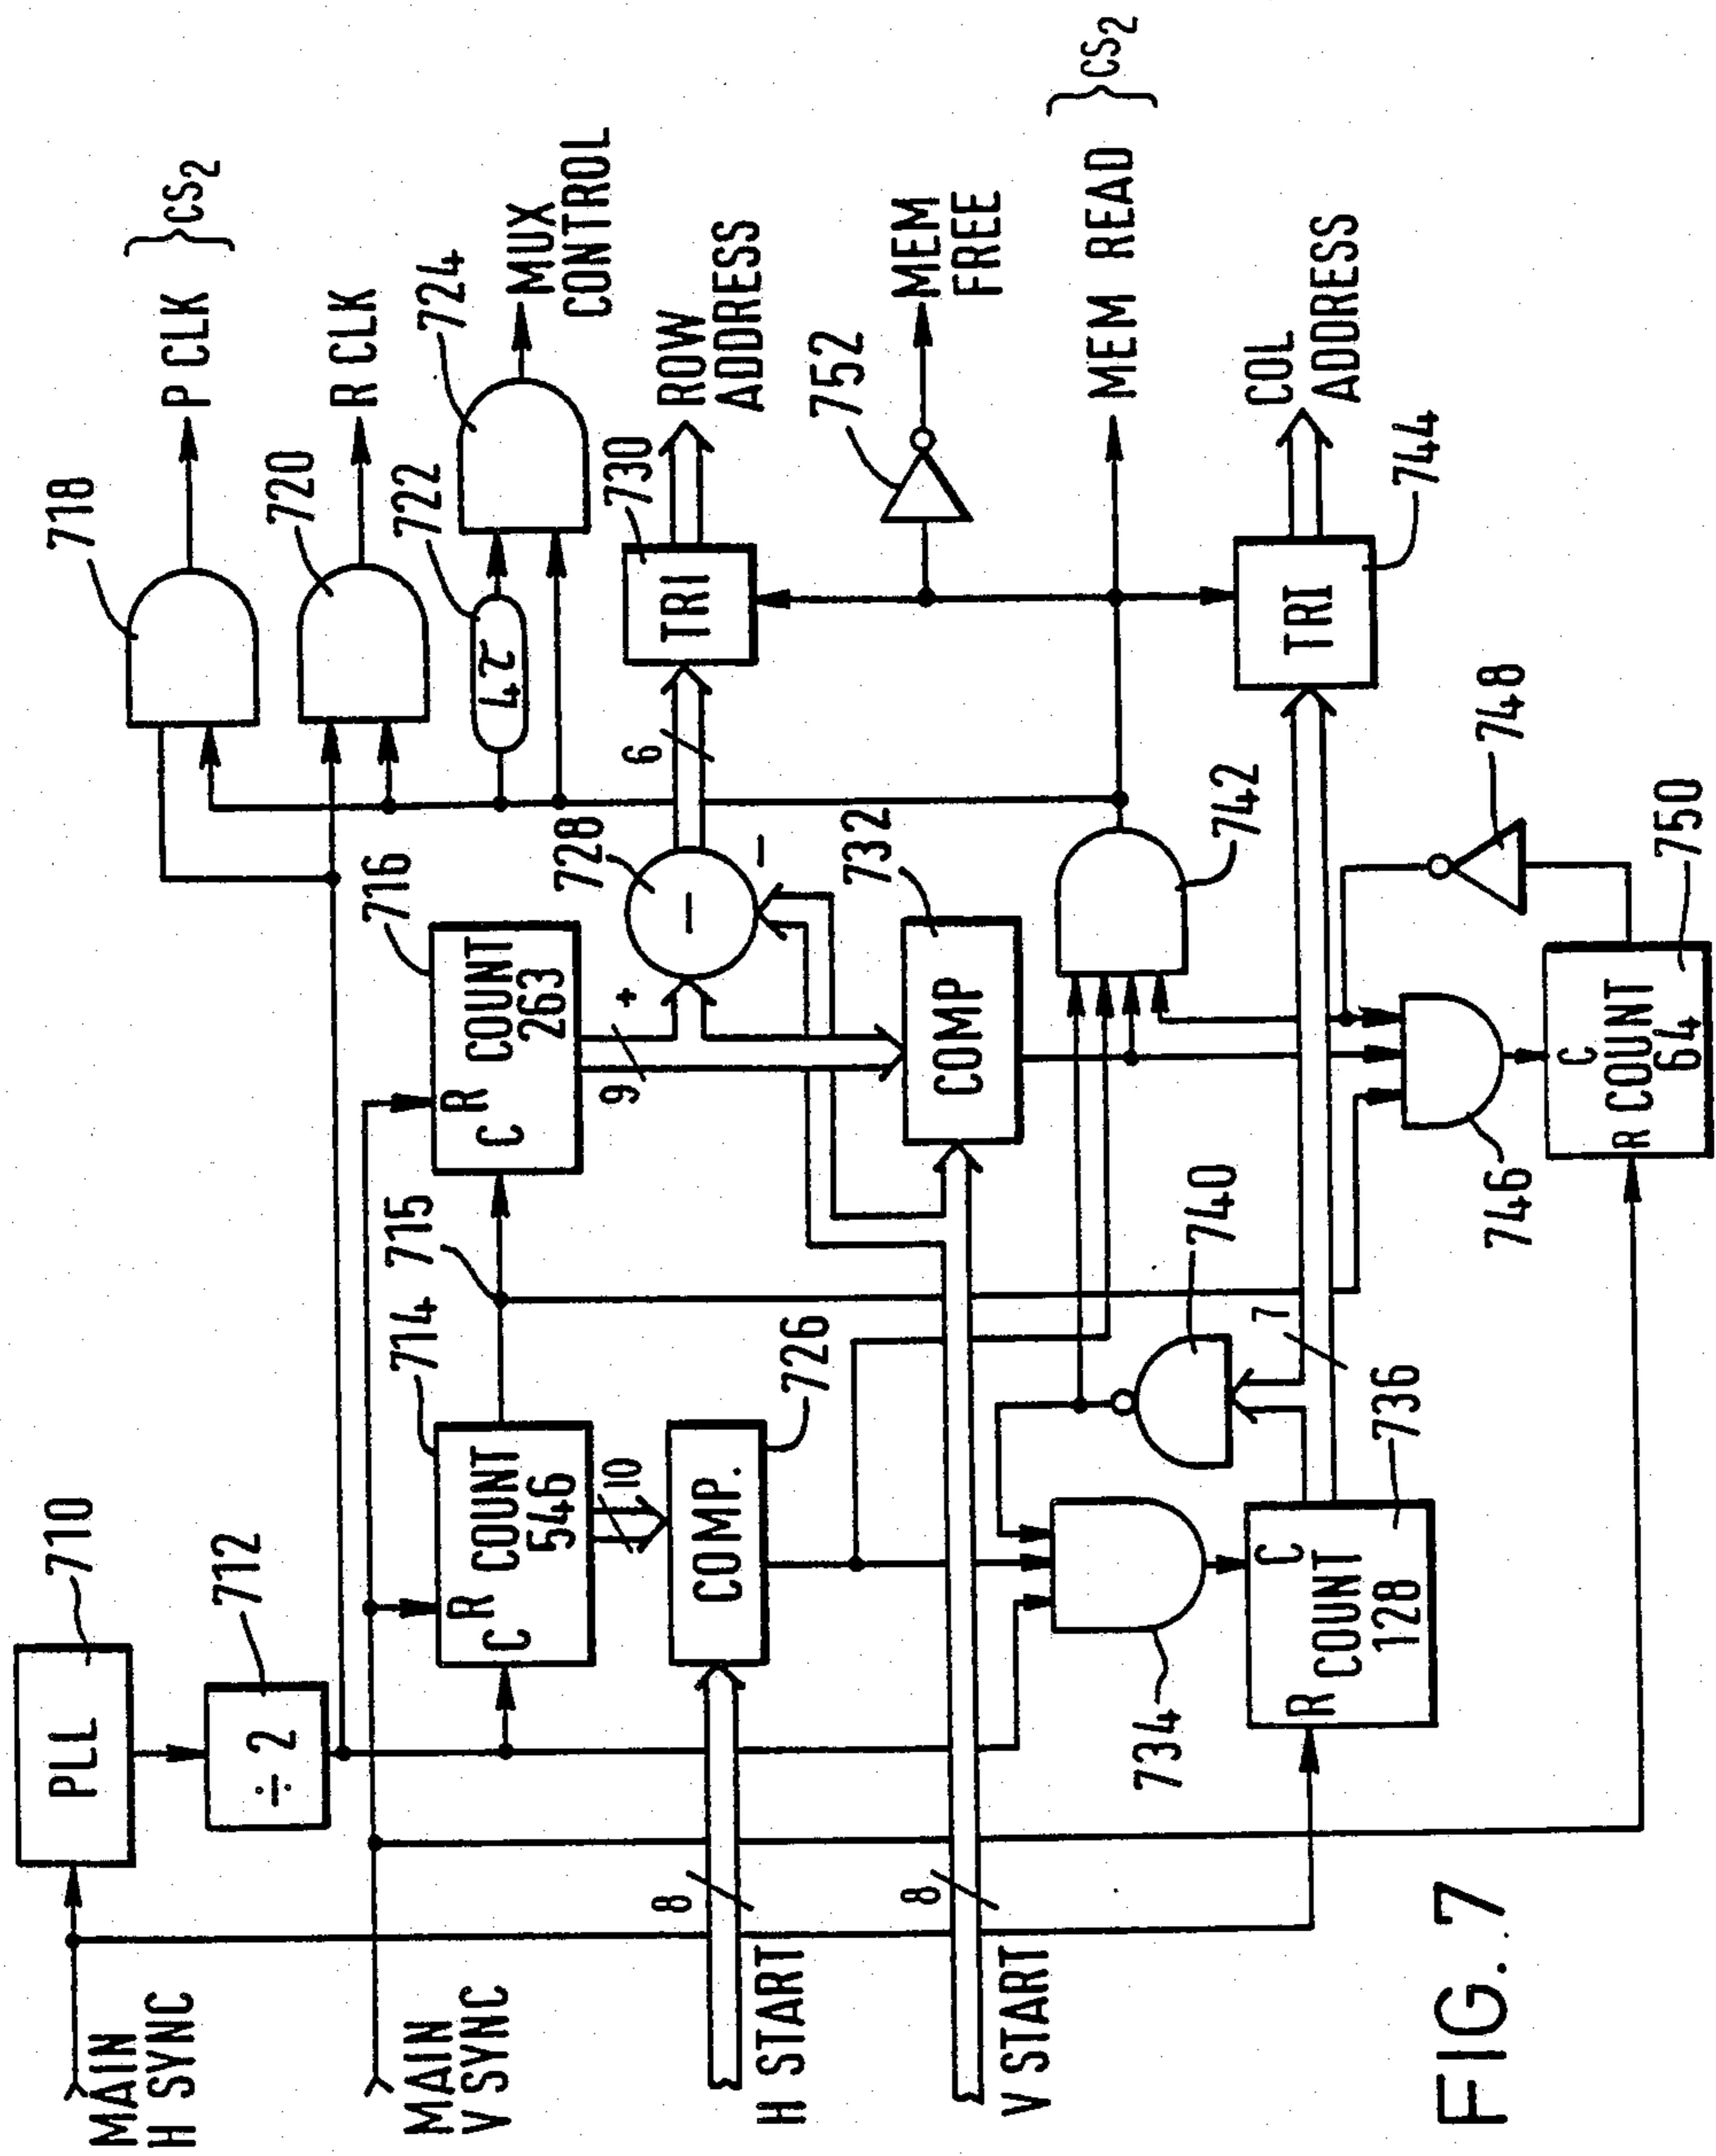 MAIN
H SYNC
PLL
710
÷ 2
712
MAIN
V SYNC
R
C
COUNT
546
714
715
R
C
COUNT
263
716
718
P CLK
} CS2
720
R CLK
722
4τ
724
MUX
CONTROL
10
9
+
728
−
−
6
730
TRI
ROW
ADDRESS
H START
8
COMP.
726
COMP
732
752
MEM
FREE
V START
8
734
740
742
MEM READ
} CS2
R
C
COUNT
128
736
7
TRI
744
COL
ADDRESS
746
748
R
C
COUNT
64
750
FIG. 7